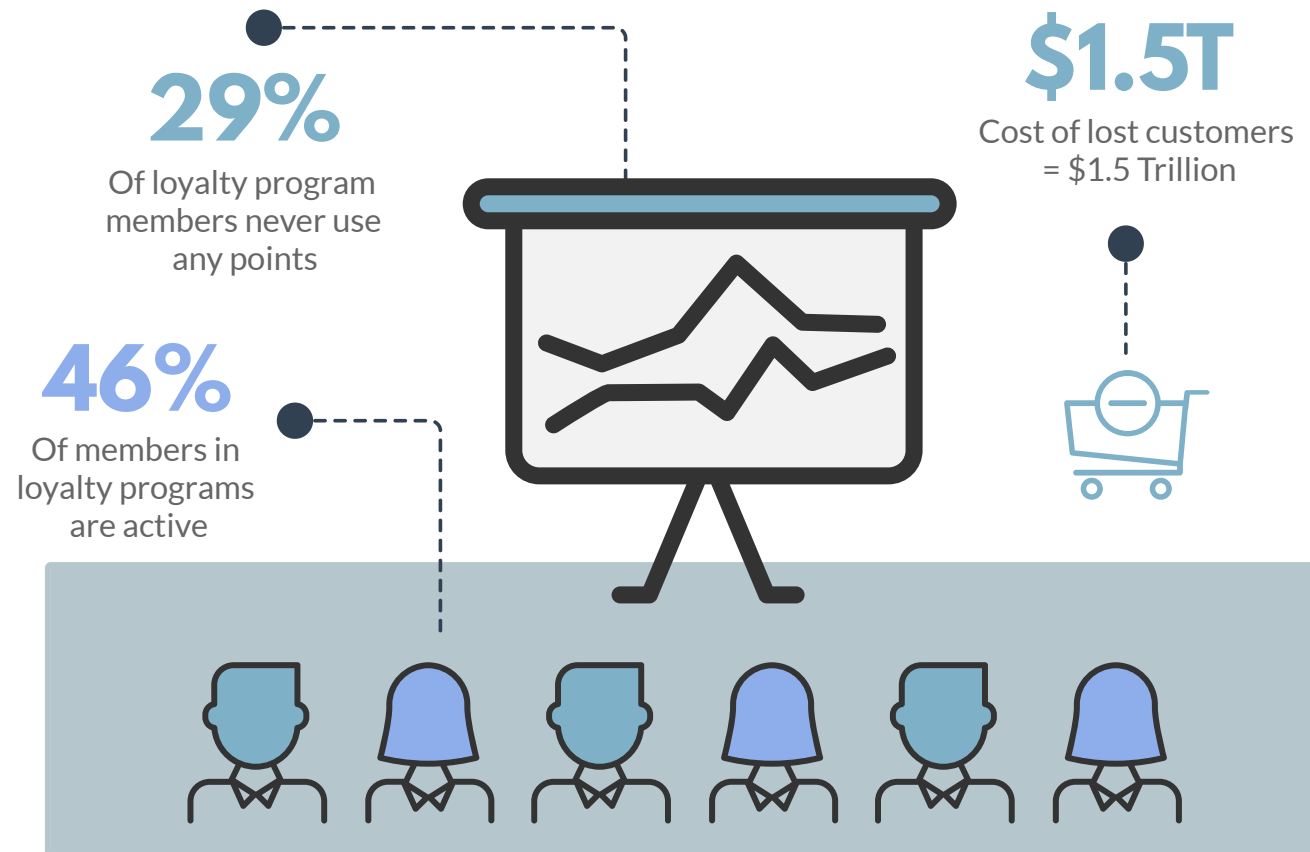 29%
Of loyalty program
members never use
any points
46%
Of members in
loyalty programs
are active
$1.5T
Cost of lost customers
= $1.5 Trillion